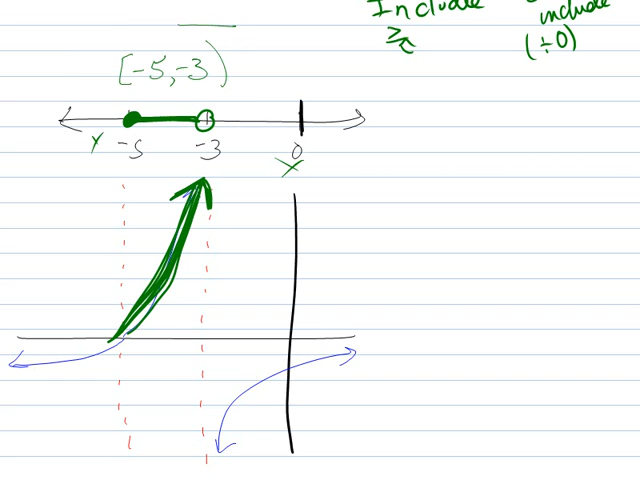 Include
≥≤
include
(÷0)
[-5,-3)
x -5 -3 0 x